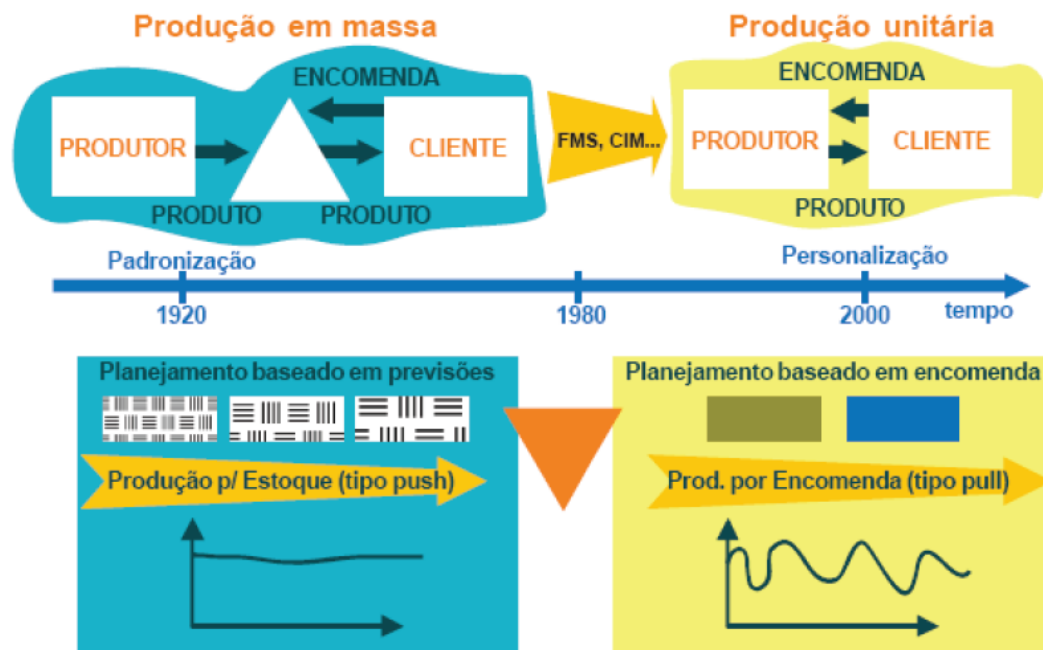 Produção em massa
Produção unitária
ENCOMENDA
PRODUTOR
CLIENTE
PRODUTO
PRODUTO
FMS, CIM...
ENCOMENDA
PRODUTOR
CLIENTE
PRODUTO
Padronização
Personalização
1920
1980
2000
tempo
Planejamento baseado em previsões
Produção p/ Estoque (tipo push)
Planejamento baseado em encomenda
Prod. por Encomenda (tipo pull)